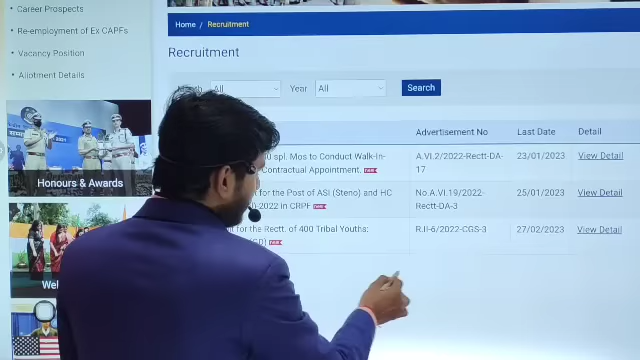 Career Prospects
Re-employment of Ex CAPFs
Vacancy Position
Allotment Details
Home / Recruitment
Recruitment
All Year All Search
Advertisement No Last Date Detail
spl. Mos to Conduct Walk-In- A.VI.2/2022-Rectt-DA- 23/01/2023 View Detail
Contractual Appointment. 17
for the Post of ASI (Steno) and HC No.A.VI.19/2022- 25/01/2023 View Detail
-2022 in CRPF Rectt-DA-3
for the Rectt. of 400 Tribal Youths: R.II-6/2022-CGS-3 27/02/2023 View Detail
Honours & Awards